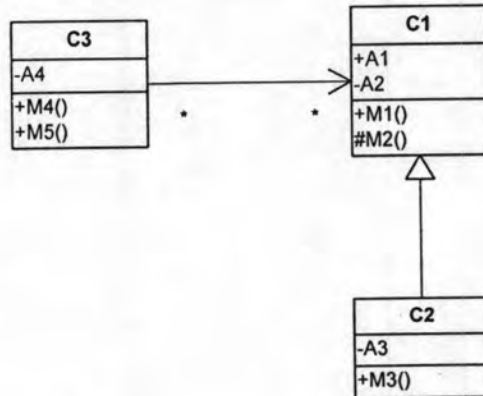 C3
-A4
+M4()
+M5()
*
*
C1
+A1
-A2
+M1()
#M2()
C2
-A3
+M3()